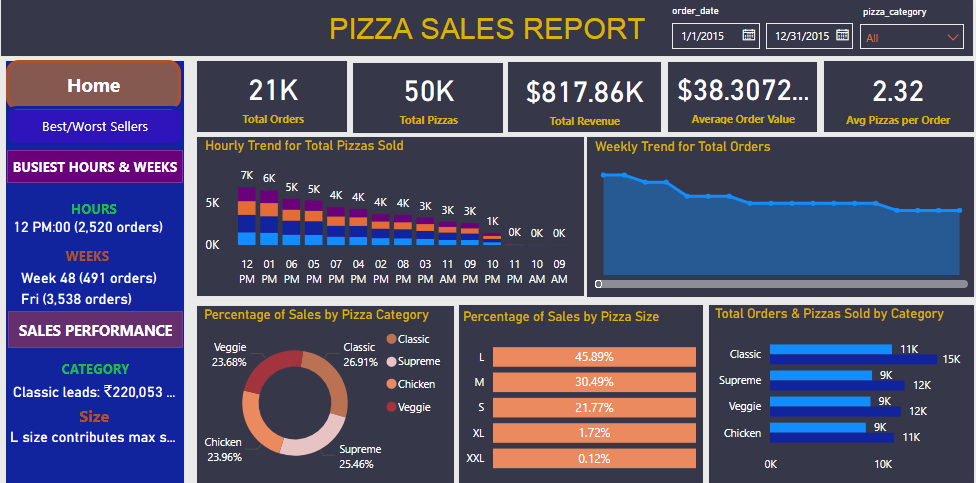 PIZZA SALES REPORT
order_date
1/1/2015
12/31/2015
pizza_category
All
Home
Best/Worst Sellers
BUSIEST HOURS & WEEKS
HOURS
12 PM:00 (2,520 orders)
WEEKS
Week 48 (491 orders)
Fri (3,538 orders)
SALES PERFORMANCE
CATEGORY
Classic leads: ₹220,053 ...
Size
L size contributes max s...
21K
Total Orders
50K
Total Pizzas
$817.86K
Total Revenue
$38.3072...
Average Order Value
2.32
Avg Pizzas per Order
Hourly Trend for Total Pizzas Sold
7K 6K 5K 5K 4K 4K 4K 4K 3K 3K 3K 1K 0K 0K 0K
5K
0K
12 01 06 05 07 04 08 02 03 11 09 10 11 10 09
PM PM PM PM PM PM PM PM PM AM PM PM PM AM AM
Weekly Trend for Total Orders
Percentage of Sales by Pizza Category
Veggie
23.68%
Classic
26.91%
Chicken
23.96%
Supreme
25.46%
Classic
Supreme
Chicken
Veggie
Percentage of Sales by Pizza Size
L 45.89%
M 30.49%
S 21.77%
XL 1.72%
XXL 0.12%
Total Orders & Pizzas Sold by Category
Classic 11K 15K
Supreme 9K 12K
Veggie 9K 12K
Chicken 9K 11K
0K 10K